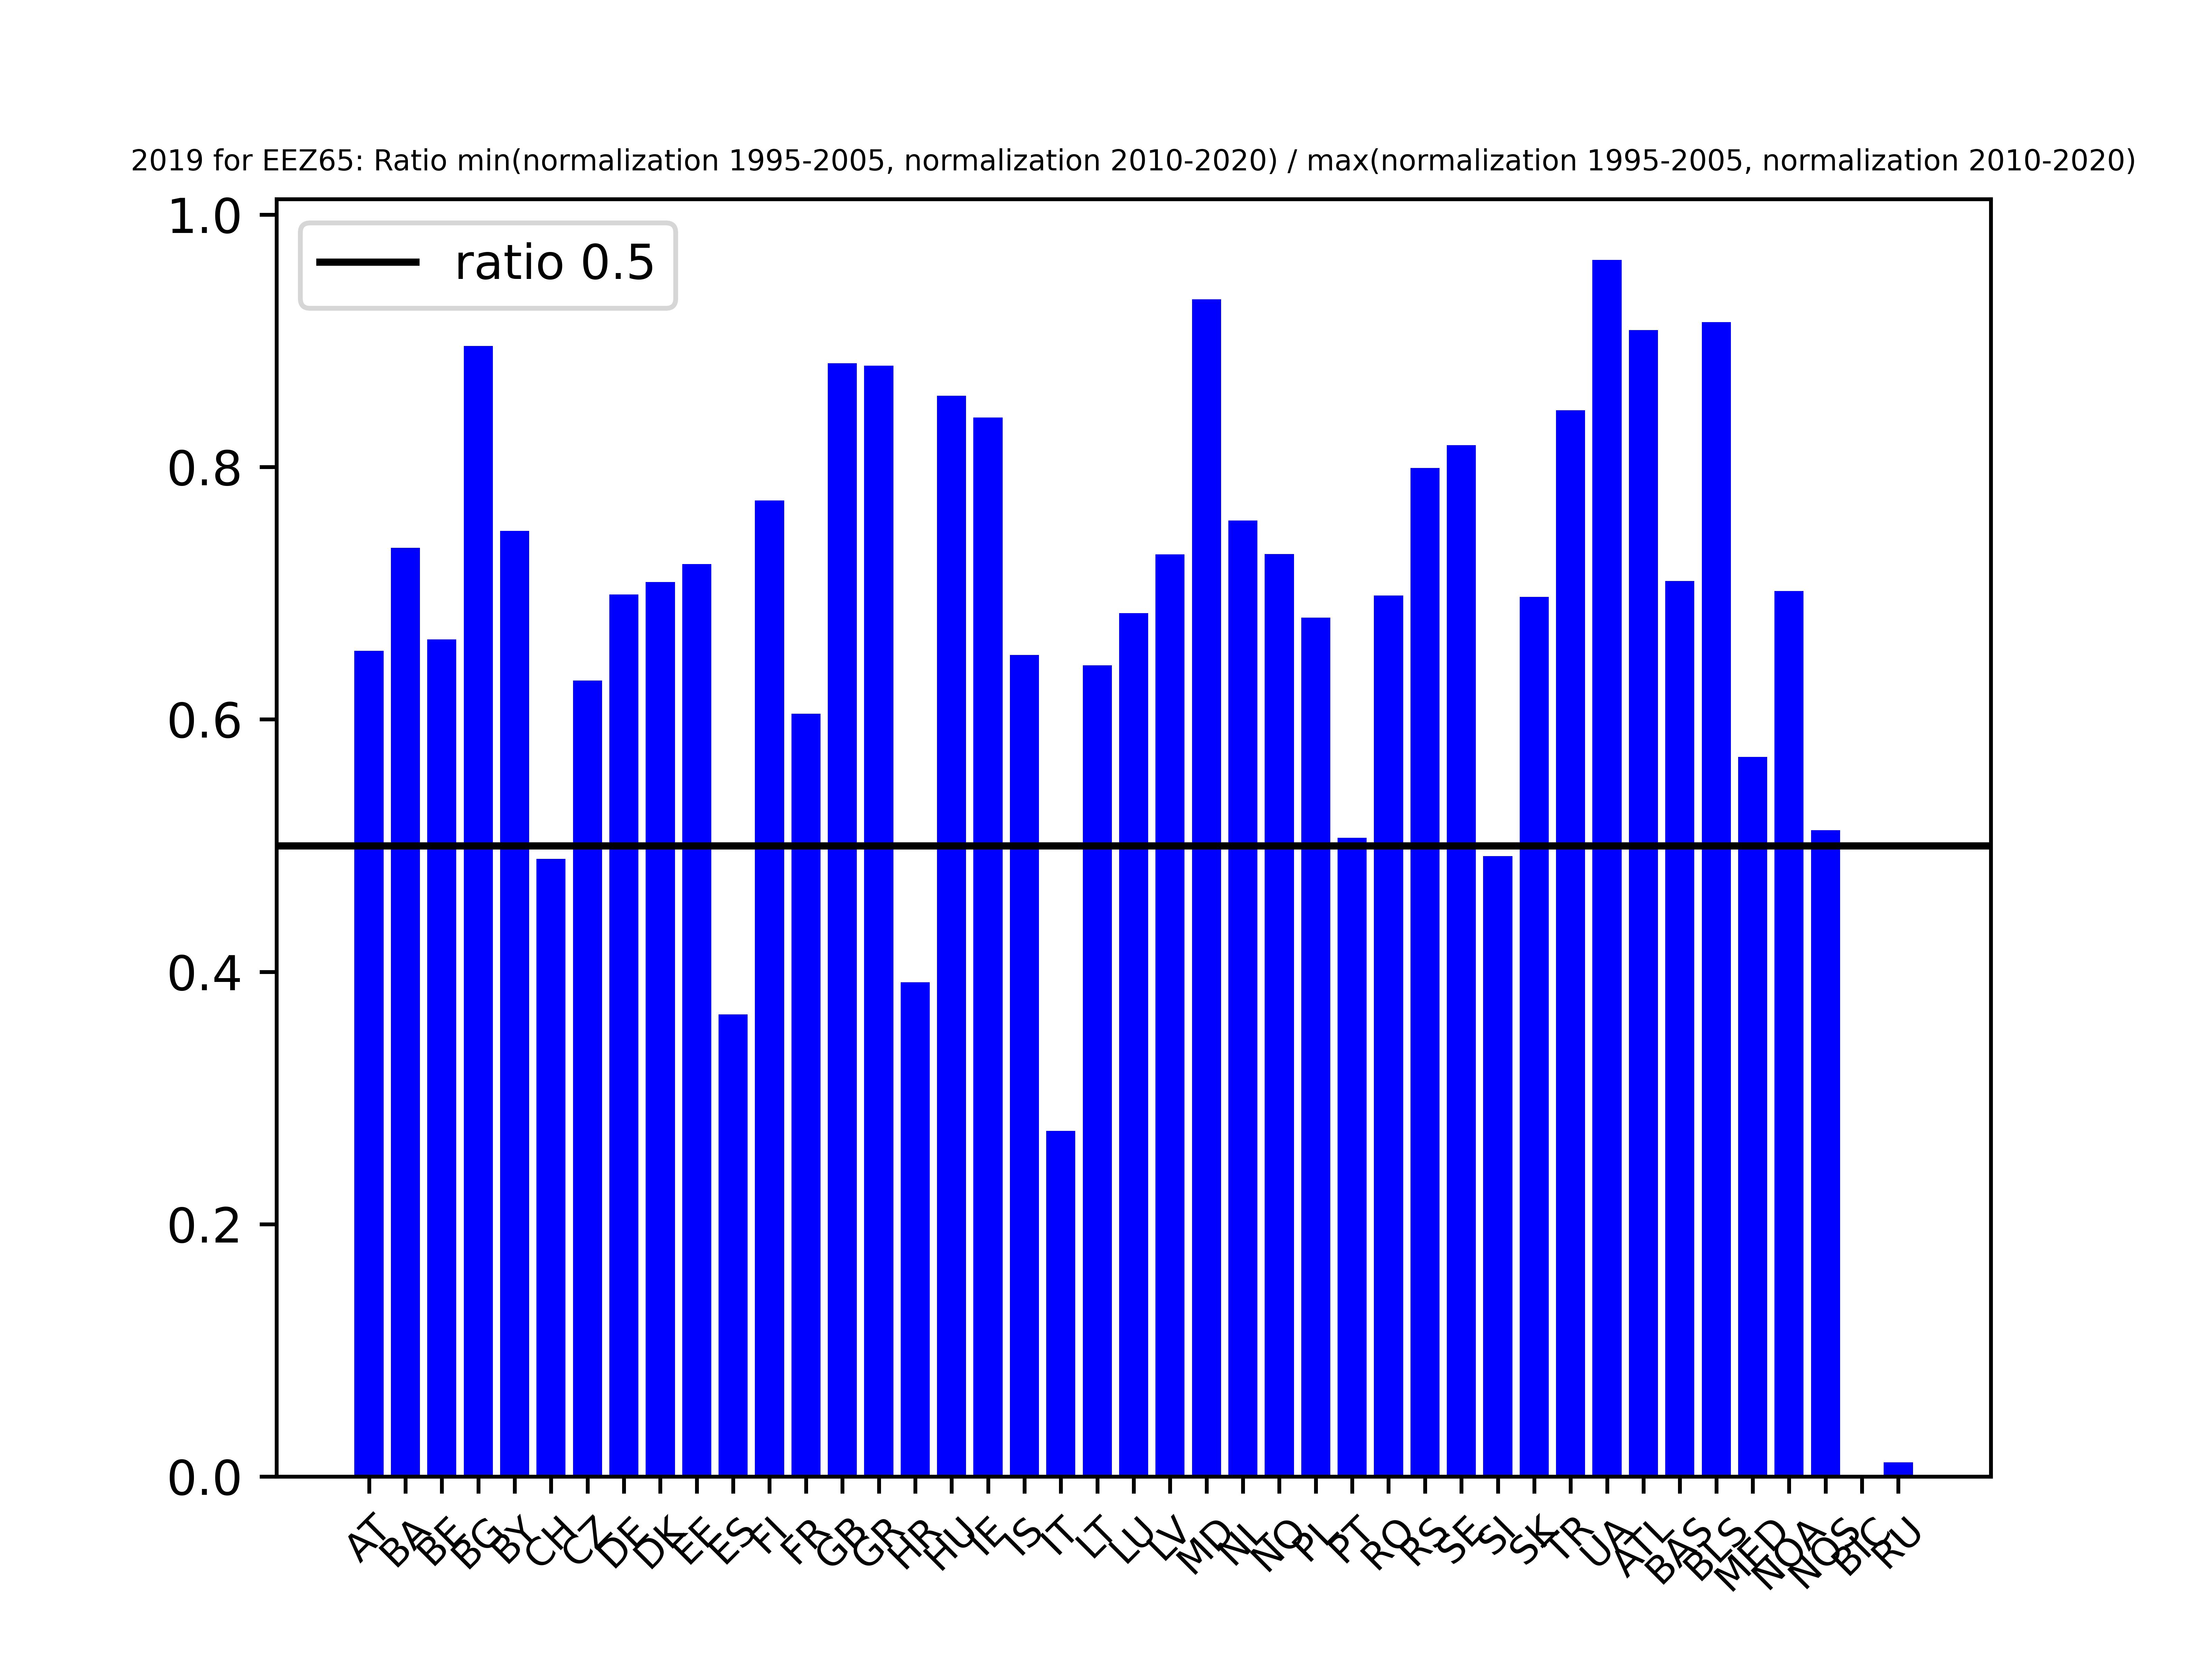 2019 for EEZ65: Ratio min(normalization 1995-2005, normalization 2010-2020) / max(normalization 1995-2005, normalization 2010-2020)
ratio 0.5
1.0
0.8
0.6
0.4
0.2
0.0
AT BA BE BG BY CH CZ DE DK EE ES FI FR GB GR HR HU IE IS IT LT LU LV MD NL NO PL PT RO RS SE SI SK TR UA ATL BAS BLS MED NOA NOS BIC RU